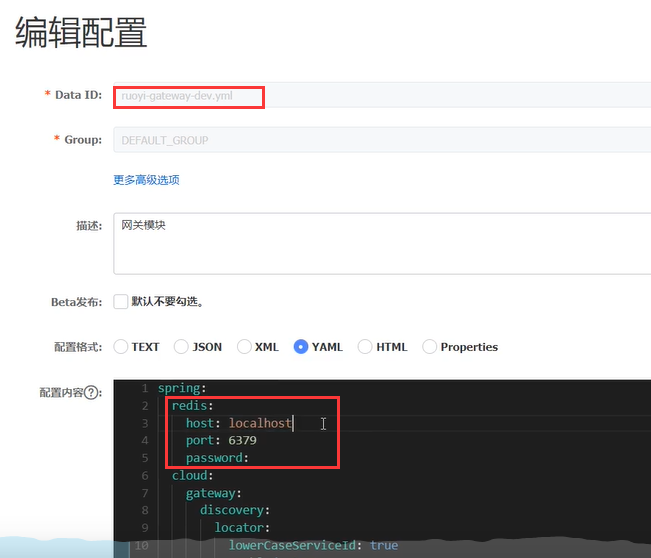 编辑配置
* Data ID: ruoyi-gateway-dev.yml
* Group: DEFAULT_GROUP
更多高级选项
描述: 网关模块
Beta发布: 默认不要勾选。
配置格式: TEXT JSON XML YAML HTML Properties
配置内容?:
1 spring:
2 redis:
3 host: localhost
4 port: 6379
5 password:
6 cloud:
7 gateway:
8 discovery:
9 locator:
10 lowerCaseServiceId: true